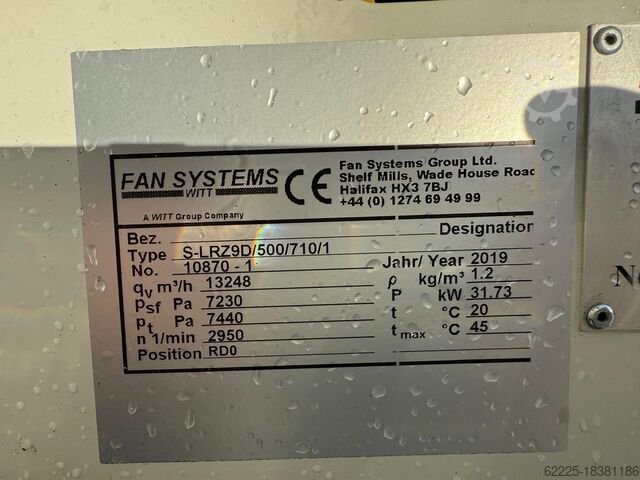 FAN SYSTEMS
WITT
A WITT Group Company
CE
Fan Systems Group Ltd.
Shelf Mills, Wade House Road
Halifax HX3 7BJ
+44 (0) 1274 69 49 99
Bez. Designation
Type S-LRZ9D/500/710/1
No. 10870 - 1 Jahr/ Year 2019
qv m³/h 13248 ρ kg/m³ 1.2
psf Pa 7230 P kW 31.73
pt Pa 7440 t °C 20
n 1/min 2950 tmax °C 45
Position RD0
62225-18381186